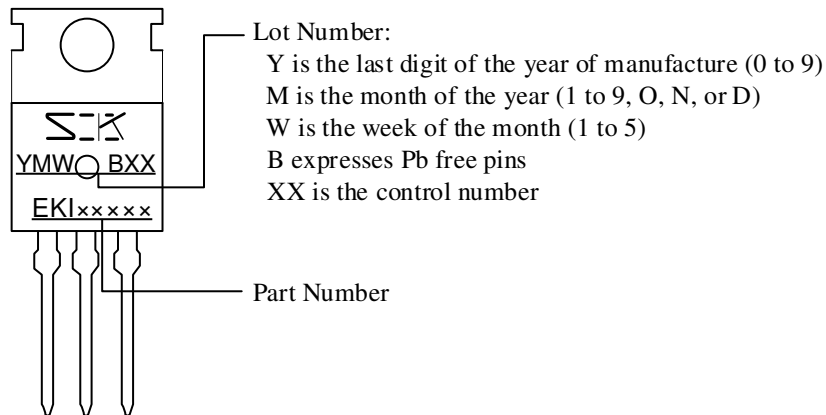 Lot Number:
Y is the last digit of the year of manufacture (0 to 9)
M is the month of the year (1 to 9, O, N, or D)
W is the week of the month (1 to 5)
B expresses Pb free pins
XX is the control number
SK
YMW○ BXX
EKI×××××
Part Number